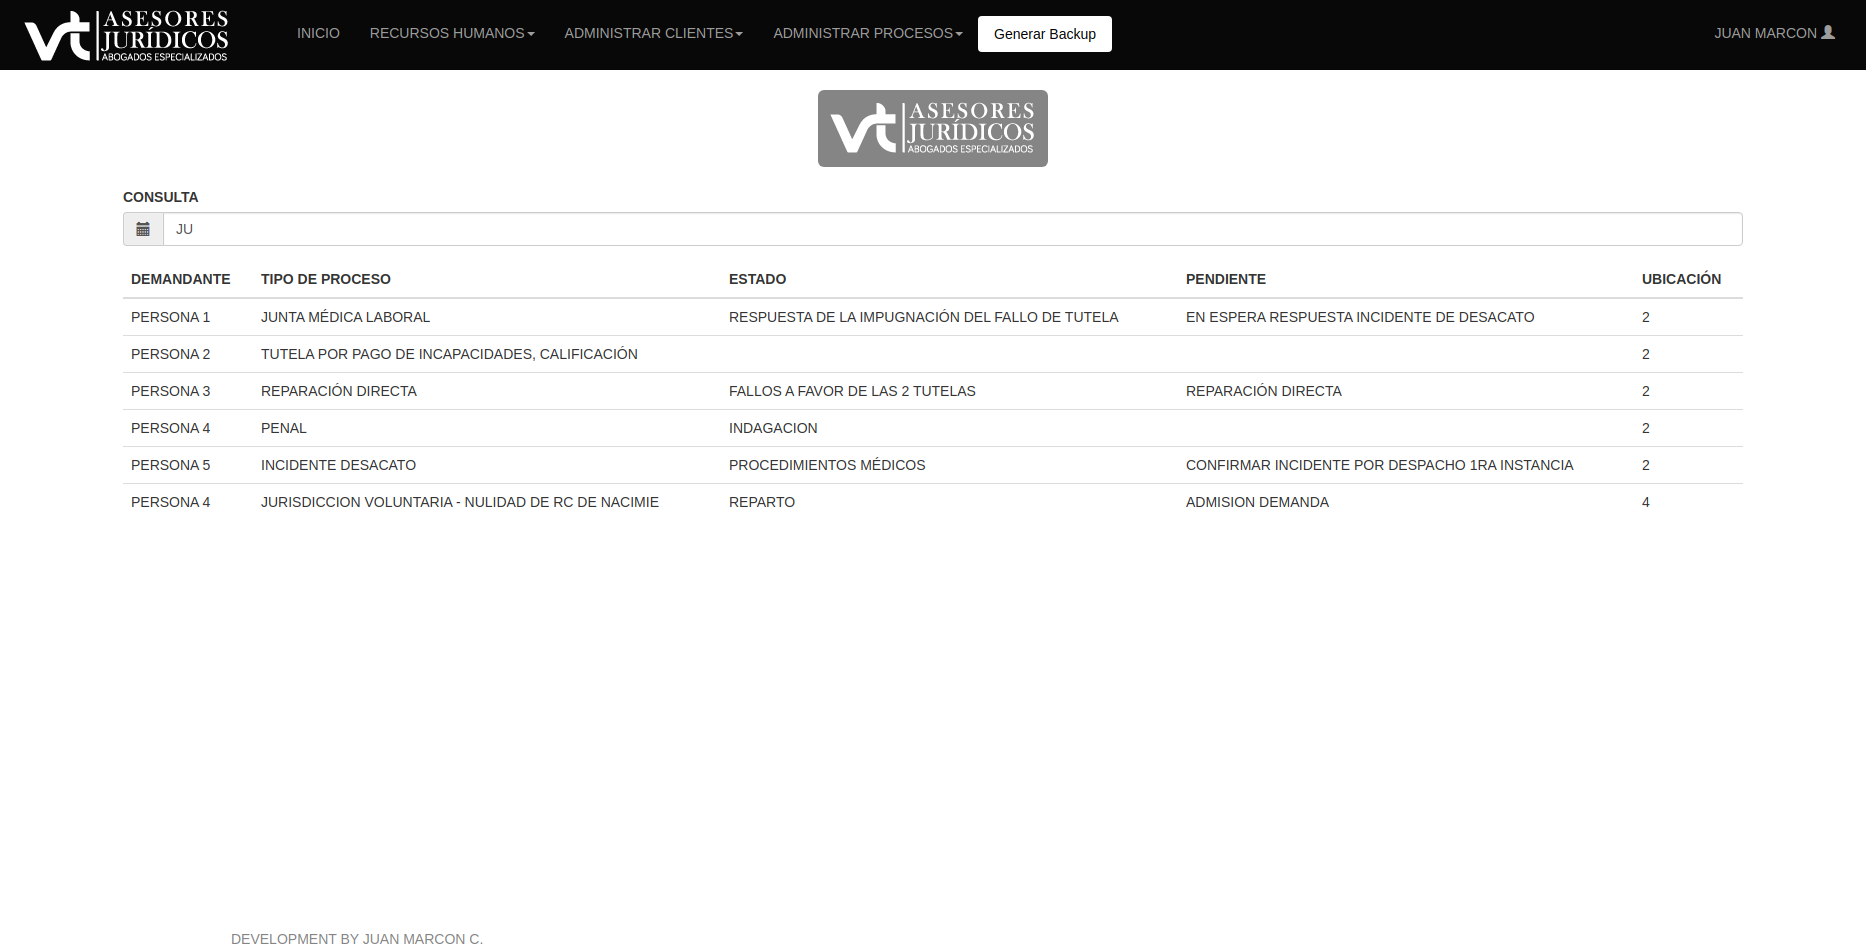 vt ASESORES JURÍDICOS ABOGADOS ESPECIALIZADOS
INICIO RECURSOS HUMANOS ADMINISTRAR CLIENTES ADMINISTRAR PROCESOS Generar Backup JUAN MARCON
vt ASESORES JURÍDICOS ABOGADOS ESPECIALIZADOS
CONSULTA
JU
DEMANDANTE TIPO DE PROCESO ESTADO PENDIENTE UBICACIÓN
PERSONA 1 JUNTA MÉDICA LABORAL RESPUESTA DE LA IMPUGNACIÓN DEL FALLO DE TUTELA EN ESPERA RESPUESTA INCIDENTE DE DESACATO 2
PERSONA 2 TUTELA POR PAGO DE INCAPACIDADES, CALIFICACIÓN 2
PERSONA 3 REPARACIÓN DIRECTA FALLOS A FAVOR DE LAS 2 TUTELAS REPARACIÓN DIRECTA 2
PERSONA 4 PENAL INDAGACION 2
PERSONA 5 INCIDENTE DESACATO PROCEDIMIENTOS MÉDICOS CONFIRMAR INCIDENTE POR DESPACHO 1RA INSTANCIA 2
PERSONA 4 JURISDICCION VOLUNTARIA - NULIDAD DE RC DE NACIMIE REPARTO ADMISION DEMANDA 4
DEVELOPMENT BY JUAN MARCON C.